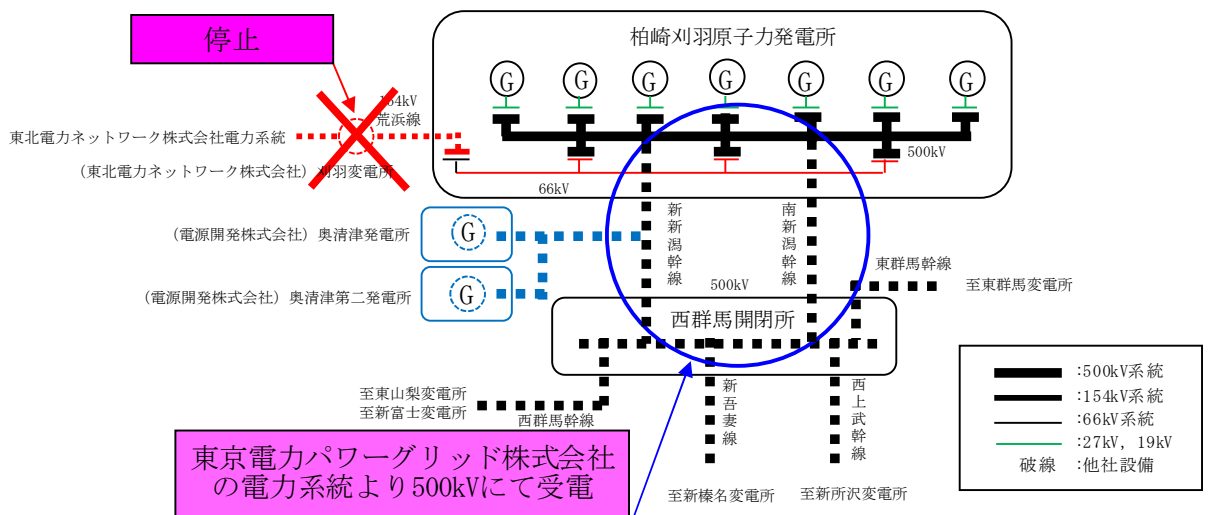 停止
柏崎刈羽原子力発電所
G G G G G G G
154kV
荒浜線
東北電力ネットワーク株式会社電力系統
(東北電力ネットワーク株式会社)刈羽変電所
500kV
66kV
新新潟幹線
南新潟幹線
(電源開発株式会社)奥清津発電所
G
(電源開発株式会社)奥清津第二発電所
G
東群馬幹線
至東群馬変電所
500kV
西群馬開閉所
至東山梨変電所
至新富士変電所
西群馬幹線
新吾妻線
西上武幹線
至新榛名変電所
至新所沢変電所
東京電力パワーグリッド株式会社
の電力系統より500kVにて受電
:500kV系統
:154kV系統
:66kV系統
:27kV, 19kV
破線 :他社設備